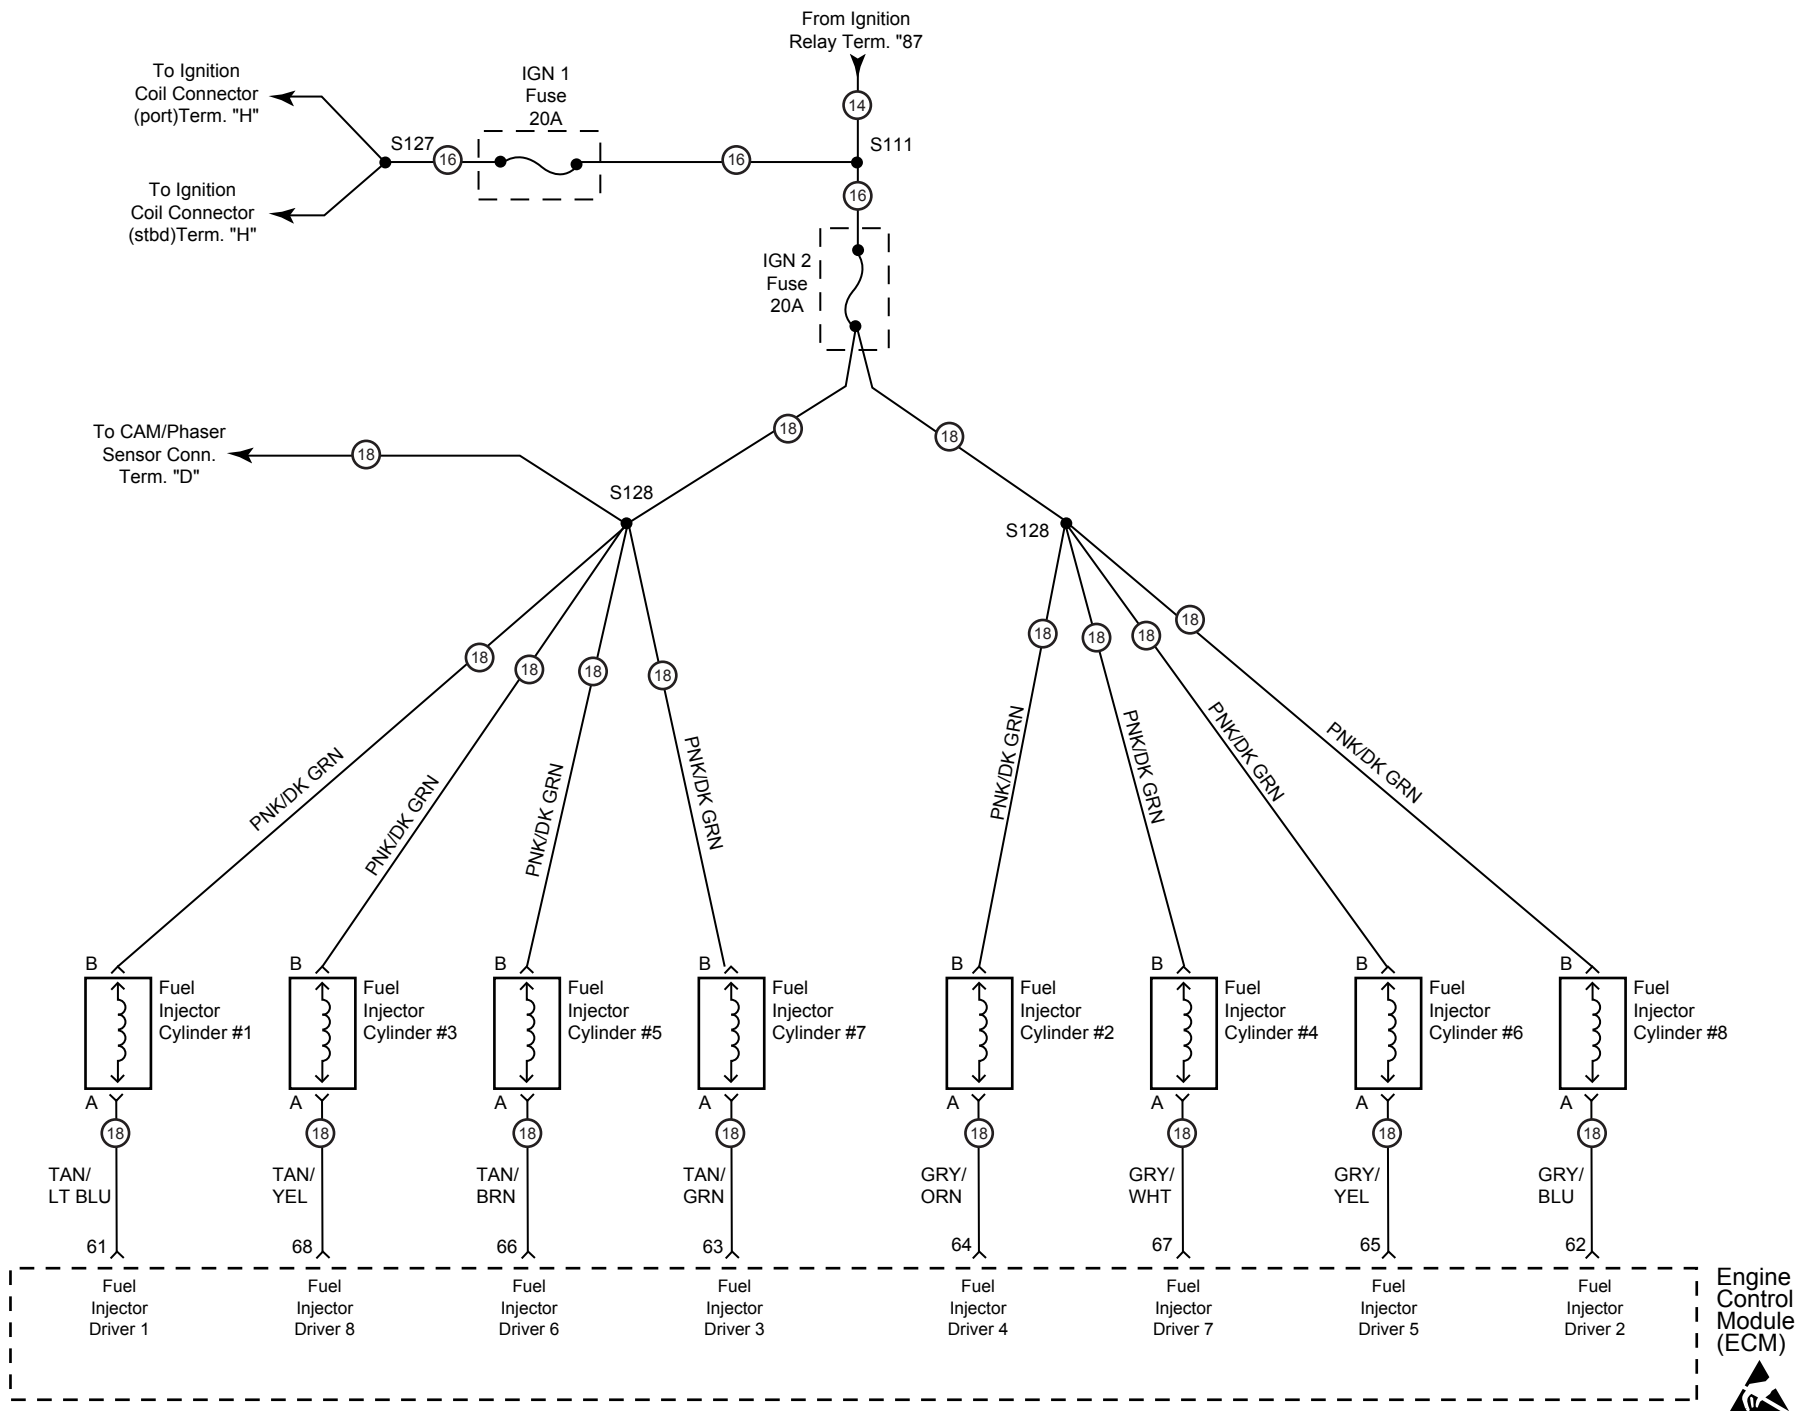 From Ignition
Relay Term. "87
To Ignition
Coil Connector
(port)Term. "H"
IGN 1
Fuse
20A
14
S127
16
16
S111
To Ignition
Coil Connector
(stbd)Term. "H"
16
IGN 2
Fuse
20A
To CAM/Phaser
Sensor Conn.
Term. "D"
18
18
18
S128
S128
18
18
18
18
18
18
18
18
PNK/DK GRN
PNK/DK GRN
PNK/DK GRN
PNK/DK GRN
PNK/DK GRN
PNK/DK GRN
PNK/DK GRN
PNK/DK GRN
B
Fuel
Injector
Cylinder #1
A
B
Fuel
Injector
Cylinder #3
A
B
Fuel
Injector
Cylinder #5
A
B
Fuel
Injector
Cylinder #7
A
B
Fuel
Injector
Cylinder #2
A
B
Fuel
Injector
Cylinder #4
A
B
Fuel
Injector
Cylinder #6
A
B
Fuel
Injector
Cylinder #8
A
18
TAN/
LT BLU
61
18
TAN/
YEL
68
18
TAN/
BRN
66
18
TAN/
GRN
63
18
GRY/
ORN
64
18
GRY/
WHT
67
18
GRY/
YEL
65
18
GRY/
BLU
62
Fuel
Injector
Driver 1
Fuel
Injector
Driver 8
Fuel
Injector
Driver 6
Fuel
Injector
Driver 3
Fuel
Injector
Driver 4
Fuel
Injector
Driver 7
Fuel
Injector
Driver 5
Fuel
Injector
Driver 2
Engine
Control
Module
(ECM)